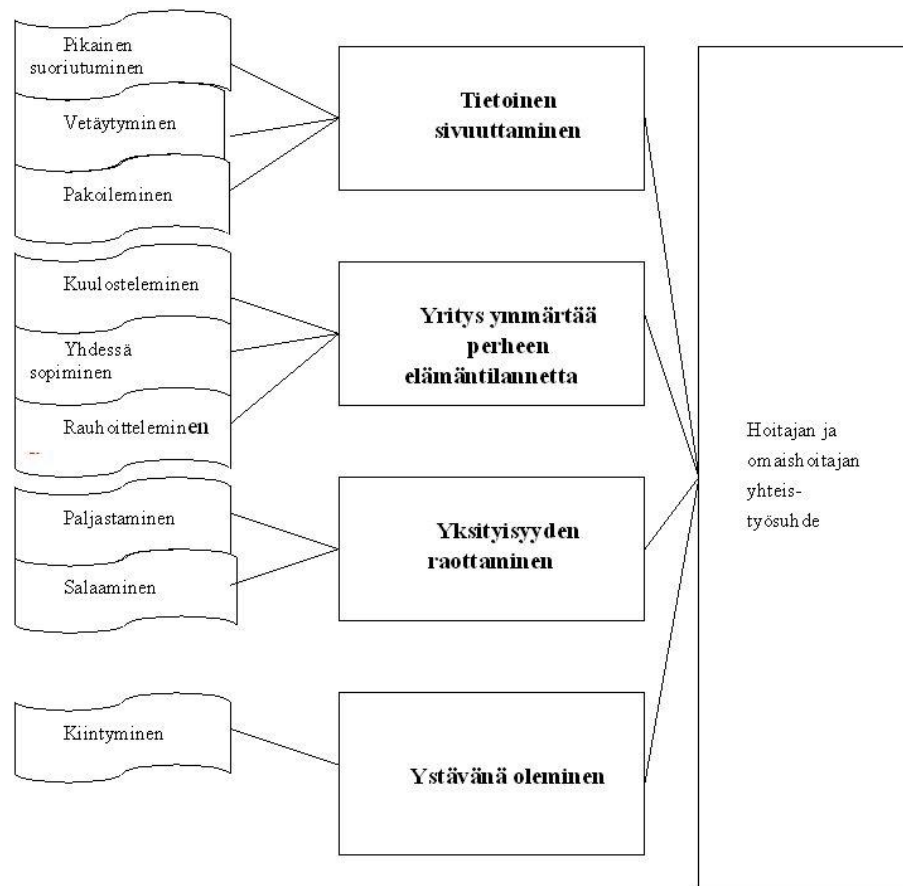 Pikainen
suoriutuminen
Vetäytyminen
Pakoileminen
Tietoinen
sivuuttaminen
Kuulosteleminen
Yhdessä
sopiminen
Rauhoitteleminen
--
Yritys ymmärtää
perheen
elämäntilannetta
Paljastaminen
Salaaminen
Yksityisyyden
raottaminen
Kiintyminen
Ystävänä oleminen
Hoitajan ja
omaishoitajan
yhteis-
työsuhde